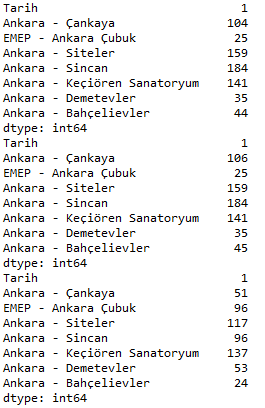 Tarih 1
Ankara - Çankaya 104
EMEP - Ankara Çubuk 25
Ankara - Siteler 159
Ankara - Sincan 184
Ankara - Keçiören Sanatoryum 141
Ankara - Demetevler 35
Ankara - Bahçelievler 44
dtype: int64
Tarih 1
Ankara - Çankaya 106
EMEP - Ankara Çubuk 25
Ankara - Siteler 159
Ankara - Sincan 184
Ankara - Keçiören Sanatoryum 141
Ankara - Demetevler 35
Ankara - Bahçelievler 45
dtype: int64
Tarih 1
Ankara - Çankaya 51
EMEP - Ankara Çubuk 96
Ankara - Siteler 117
Ankara - Sincan 96
Ankara - Keçiören Sanatoryum 137
Ankara - Demetevler 53
Ankara - Bahçelievler 24
dtype: int64